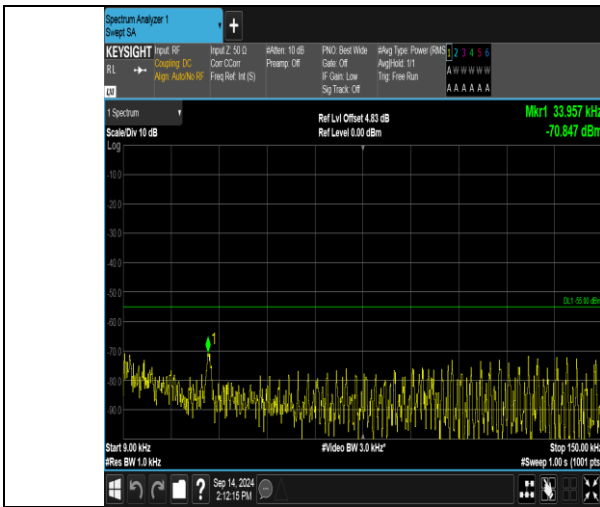 Spectrum Analyzer 1
Swept SA
+
KEYSIGHT Input: RF Input Z: 50 Ω #Atten: 10 dB PNO: Best Wide #Avg Type: Power (RMS 1 2 3 4 5 6
RL Coupling: DC Corr CCorr Preamp: Off Gate: Off Avg|Hold: 1/1 A W W W W W
Align: Auto/No RF Freq Ref: Int (S) IF Gain: Low Trig: Free Run
Sig Track: Off A A A A A A
1 Spectrum Ref Lvl Offset 4.83 dB Mkr1 33.957 kHz
Scale/Div 10 dB Ref Level 0.00 dBm -70.847 dBm
Log
-10.0
-20.0
-30.0
-40.0
-50.0
DL1 -55.00 dBm
-60.0
1
-70.0
-80.0
-90.0
Start 9.00 kHz #Video BW 3.0 kHz* Stop 150.00 kHz
#Res BW 1.0 kHz #Sweep 1.00 s (1001 pts
? Sep 14, 2024
2:12:15 PM